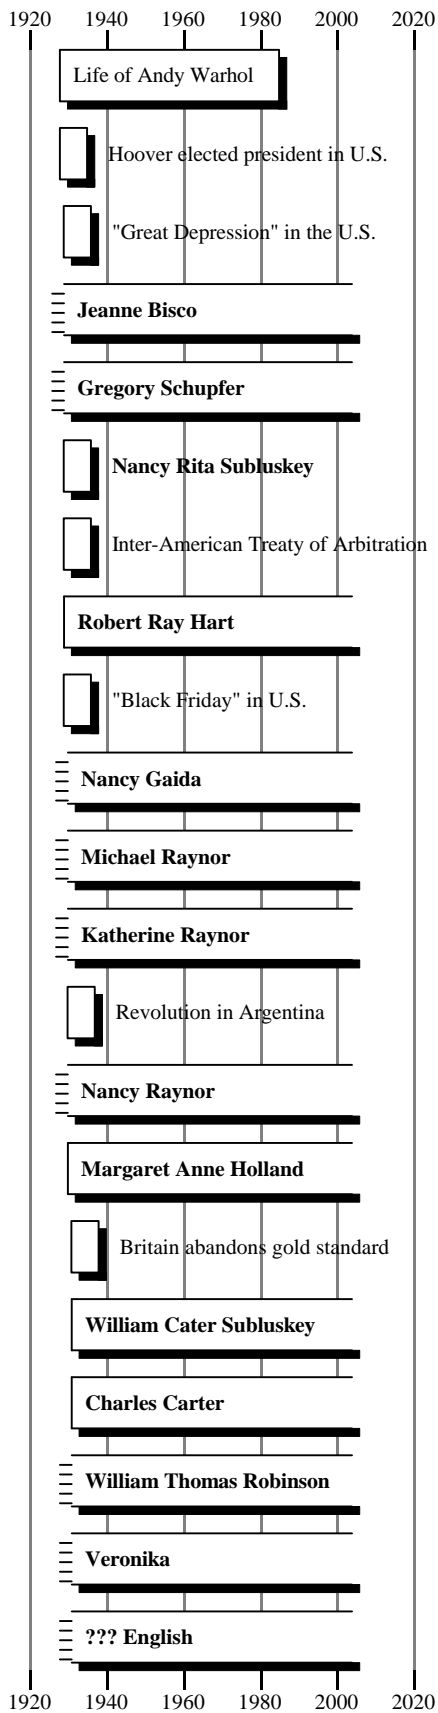 1920 1940 1960 1980 2000 2020
Life of Andy Warhol
Hoover elected president in U.S.
"Great Depression" in the U.S.
Jeanne Bisco
Gregory Schupfer
Nancy Rita Subluskey
Inter-American Treaty of Arbitration
Robert Ray Hart
"Black Friday" in U.S.
Nancy Gaida
Michael Raynor
Katherine Raynor
Revolution in Argentina
Nancy Raynor
Margaret Anne Holland
Britain abandons gold standard
William Cater Subluskey
Charles Carter
William Thomas Robinson
Veronika
??? English
1920 1940 1960 1980 2000 2020